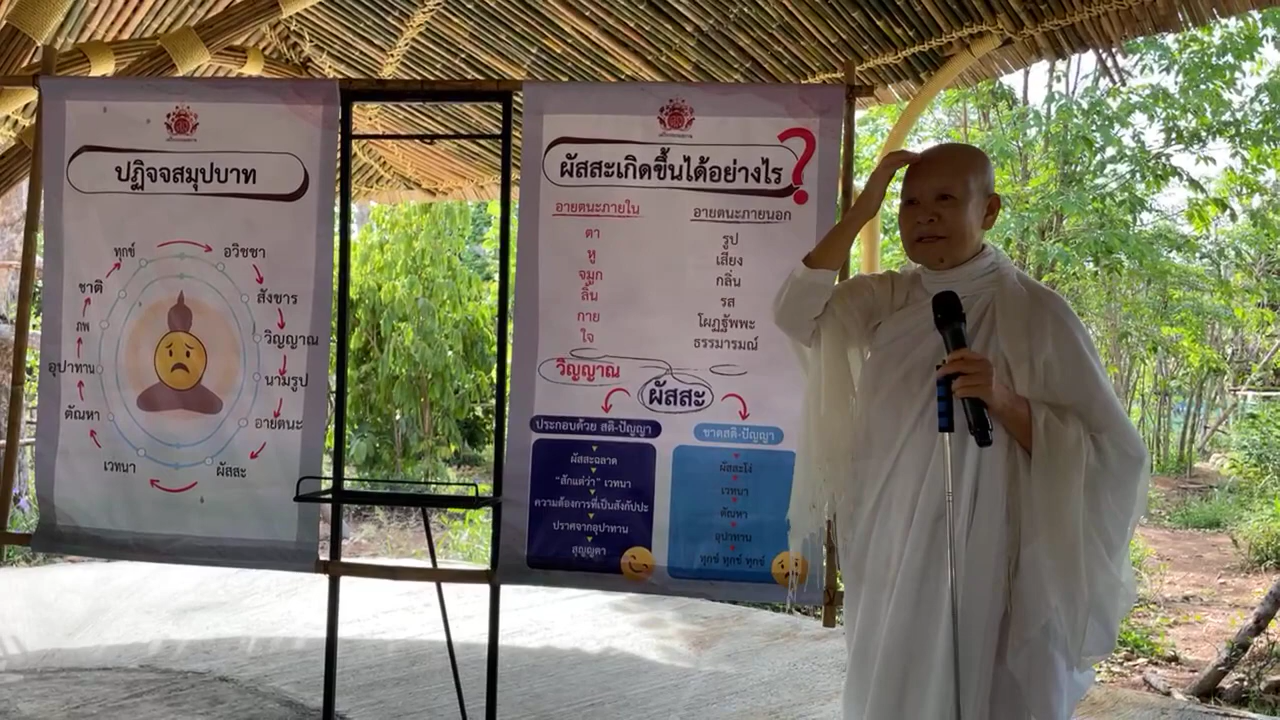 ปฏิจจสมุปบาท
ทุกข์
อวิชชา
ชาติ
สังขาร
ภพ
วิญญาณ
อุปาทาน
นามรูป
ตัณหา
อายตนะ
เวทนา
ผัสสะ
ผัสสะเกิดขึ้นได้อย่างไร ?
อายตนะภายใน
อายตนะภายนอก
ตา
รูป
หู
เสียง
จมูก
กลิ่น
ลิ้น
รส
กาย
โผฏฐัพพะ
ใจ
ธรรมารมณ์
วิญญาณ
ผัสสะ
ประกอบด้วย สติ-ปัญญา
ขาดสติ-ปัญญา
ผัสสะฉลาด
ผัสสะโง่
"สักแต่ว่า" เวทนา
เวทนา
ความต้องการที่เป็นสังกัปปะ
ตัณหา
ปราศจากอุปาทาน
อุปาทาน
สุญญตา
ทุกข์ ทุกข์ ทุกข์